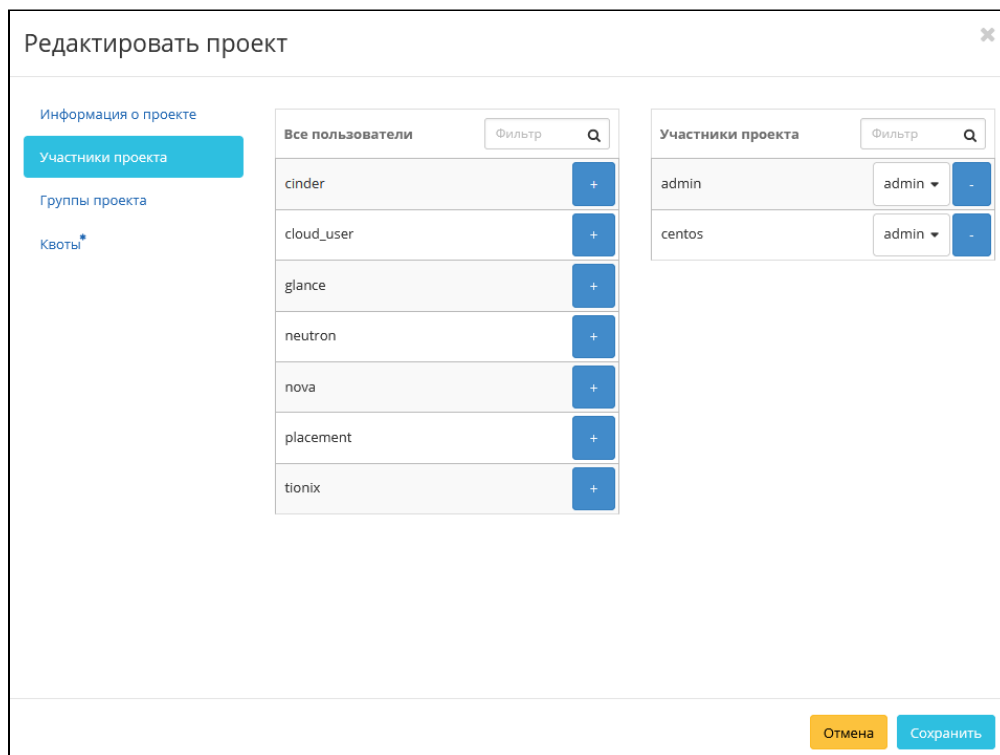 Редактировать проект
×
Информация о проекте
Участники проекта
Группы проекта
Квоты*
Все пользователи Фильтр
cinder +
cloud_user +
glance +
neutron +
nova +
placement +
tionix +
Участники проекта Фильтр
admin admin -
centos admin -
Отмена Сохранить